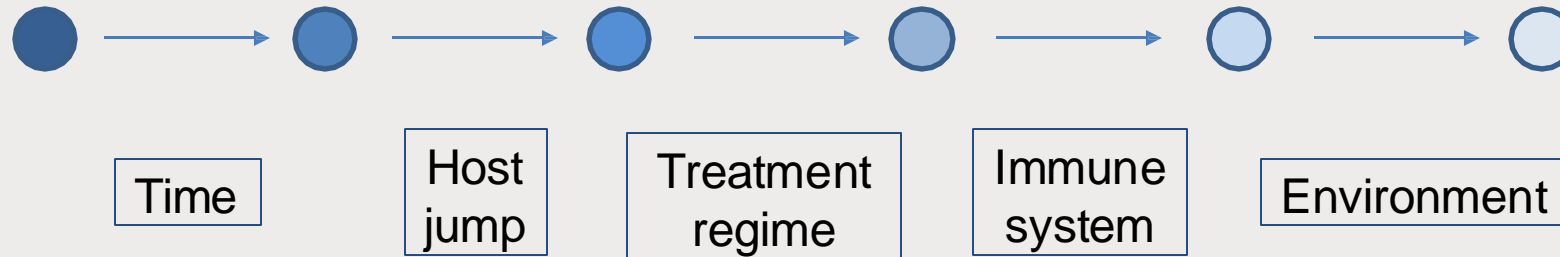 Time
Host
jump
Treatment
regime
Immune
system
Environment